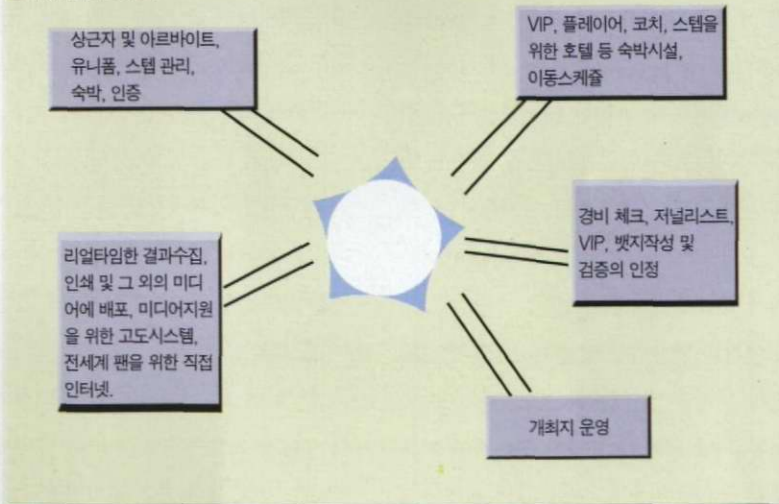 상근자 및 아르바이트,
유니폼, 스텝 관리,
숙박, 인증
VIP, 플레이어, 코치, 스텝을
위한 호텔 등 숙박시설,
이동스케쥴
경비 체크, 저널리스트,
VIP, 뱃지작성 및
검증의 인정
리얼타임한 결과수집,
인쇄 및 그 외의 미디
어에 배포, 미디어지원
을 위한 고도시스템,
전세계 팬을 위한 직접
인터넷.
개최지 운영